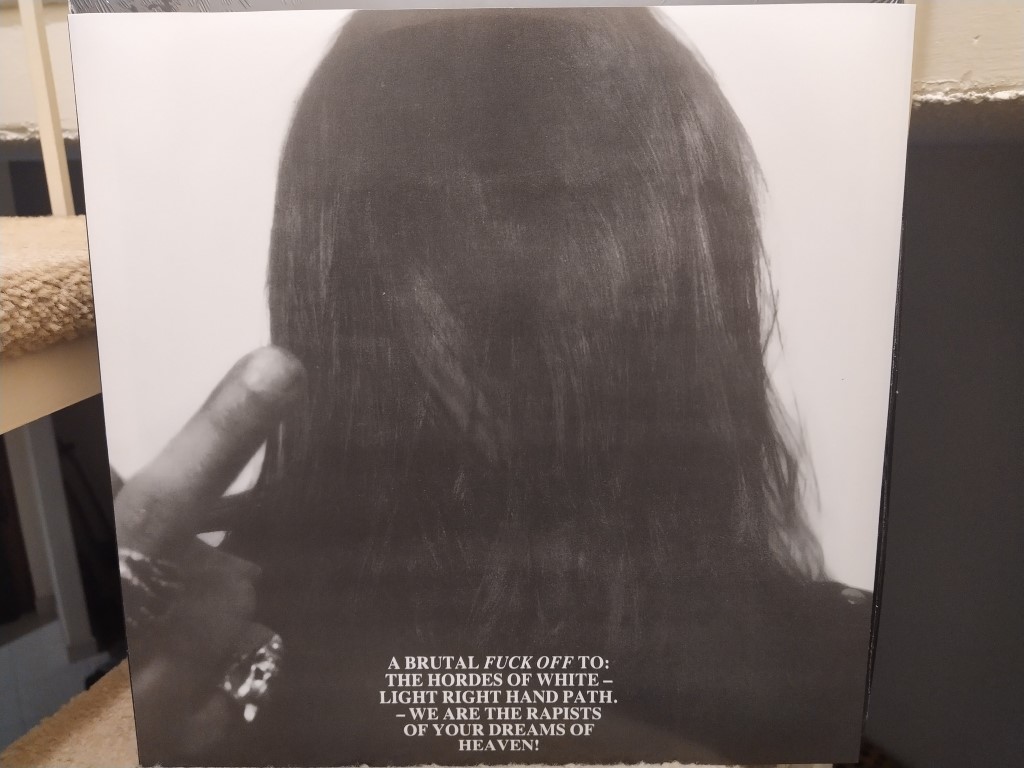 A BRUTAL FUCK OFF TO:
THE HORDES OF WHITE –
LIGHT RIGHT HAND PATH.
– WE ARE THE RAPISTS
OF YOUR DREAMS OF
HEAVEN!